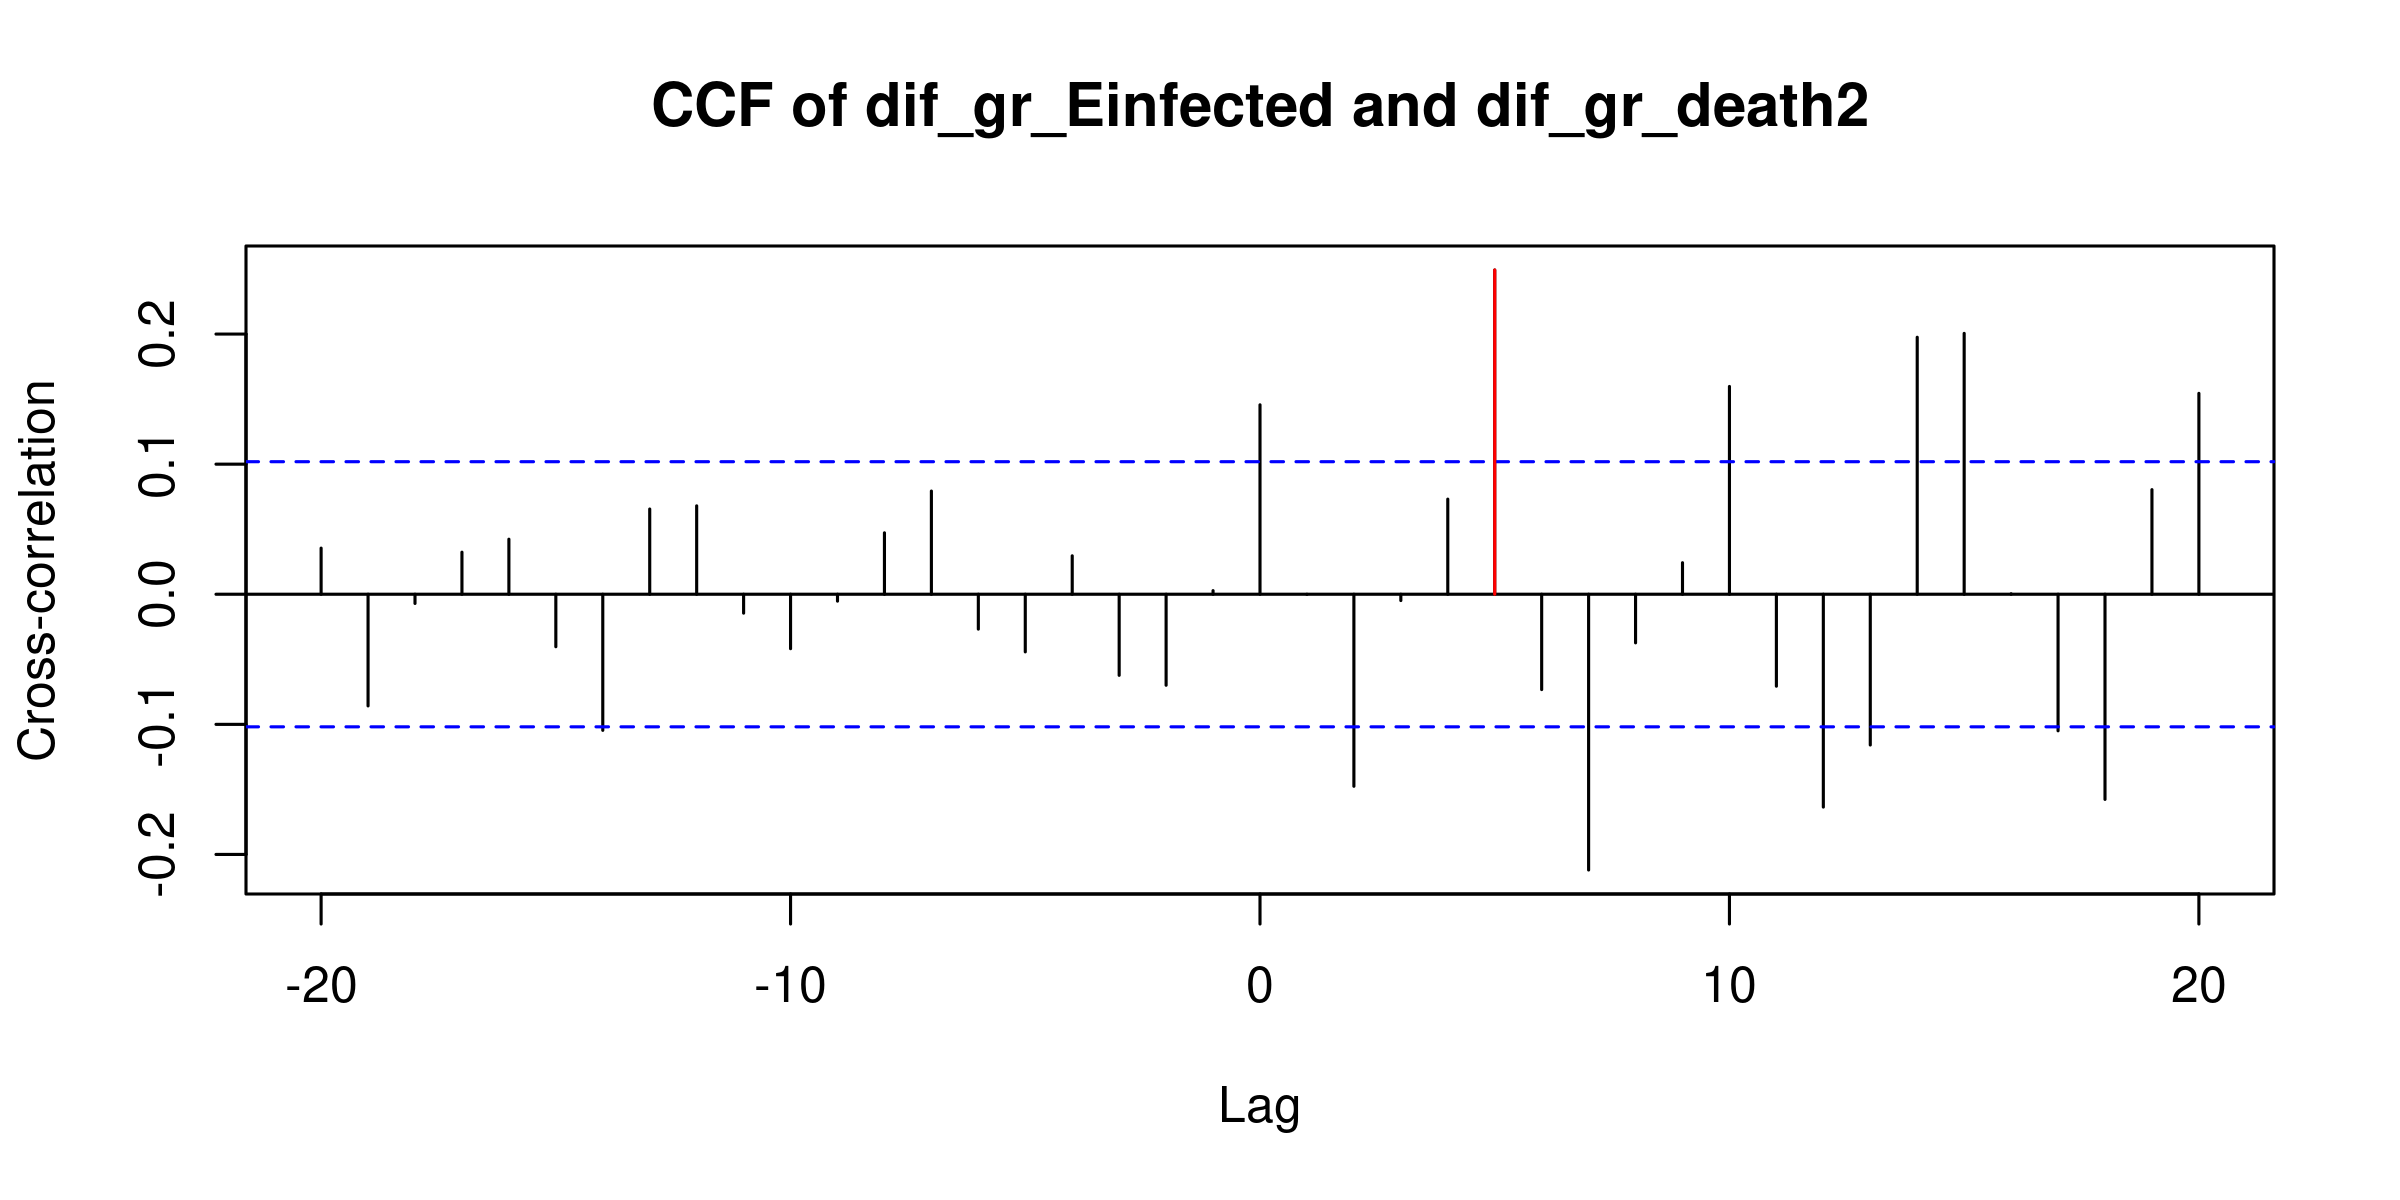 CCF of dif_gr_Einfected and dif_gr_death2
Cross-correlation
0.2
0.1
0.0
-0.1
-0.2
-20 -10 0 10 20
Lag